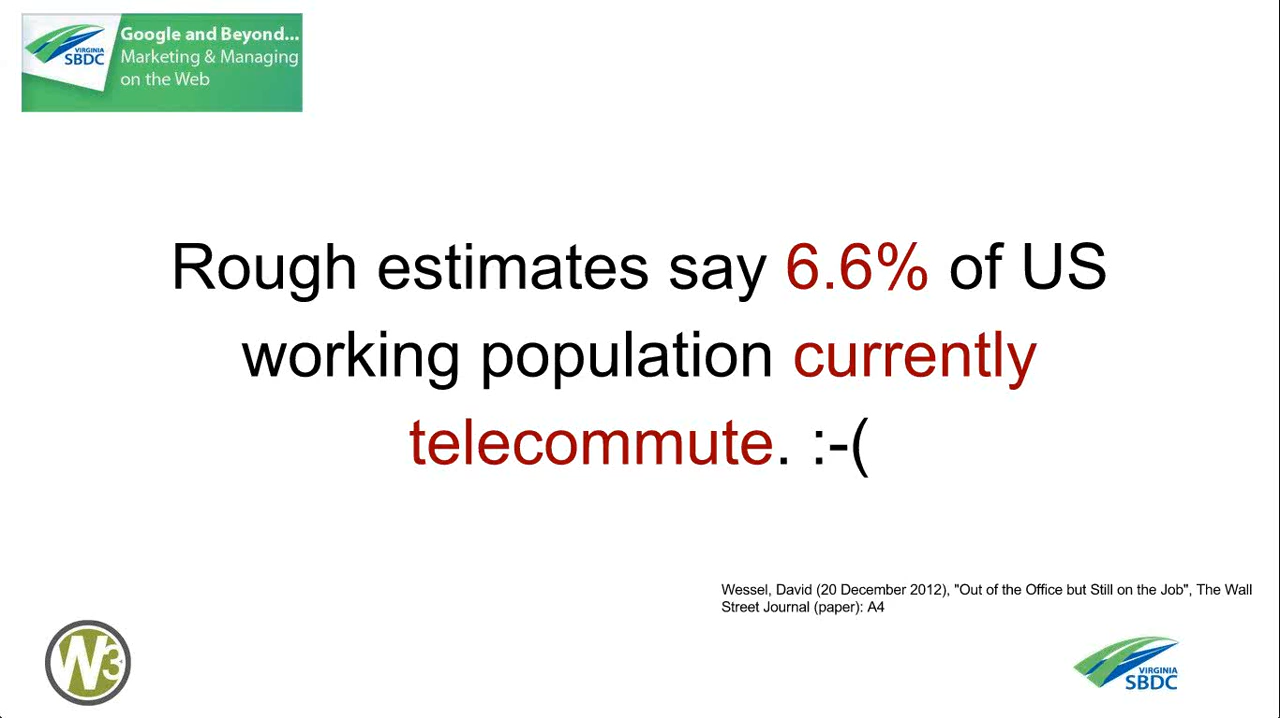 Google and Beyond...
VIRGINIA
SBDC
Marketing & Managing
on the Web
Rough estimates say 6.6% of US
working population currently
telecommute. :-(
Wessel, David (20 December 2012), "Out of the Office but Still on the Job", The Wall
Street Journal (paper): A4
W3
VIRGINIA
SBDC